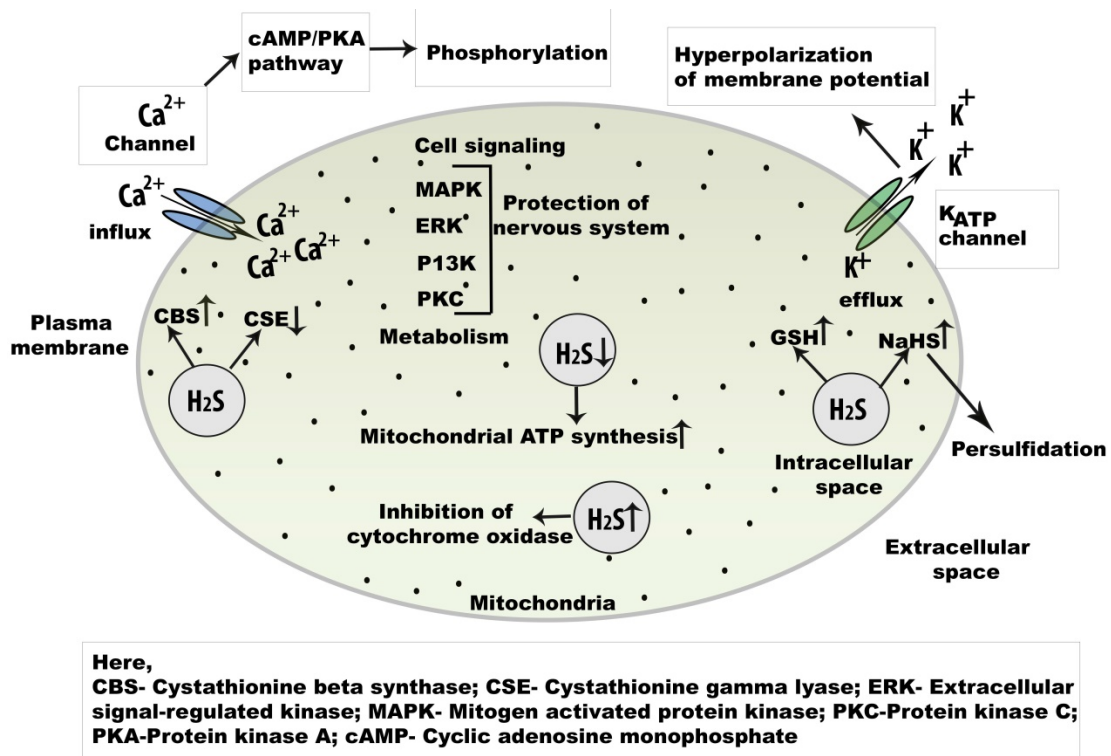 cAMP/PKA
pathway
Phosphorylation
Hyperpolarization
of membrane potential
Ca2+
Channel
K+
K+
K+
Cell signaling
MAPK
ERK
P13K
PKC
Protection of
nervous system
Ca2+
influx
Ca2+
Ca2+ Ca2+
KATP
channel
K+
efflux
Plasma
membrane
CBS↑
CSE↓
H2S
Metabolism
H2S↓
Mitochondrial ATP synthesis↑
GSH↑
NaHS↑
H2S
Intracellular
space
Persulfidation
Inhibition of
cytochrome oxidase
H2S↑
Extracellular
space
Mitochondria
Here,
CBS- Cystathionine beta synthase; CSE- Cystathionine gamma lyase; ERK- Extracellular
signal-regulated kinase; MAPK- Mitogen activated protein kinase; PKC-Protein kinase C;
PKA-Protein kinase A; cAMP- Cyclic adenosine monophosphate